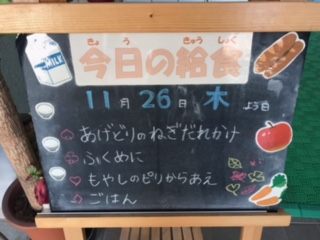 MILK
きょう きゅうしょく
今日の給食
11月 26日 木 ようび
あげどりのねぎだれかけ
ふくめに
もやしのピリからあえ
ごはん